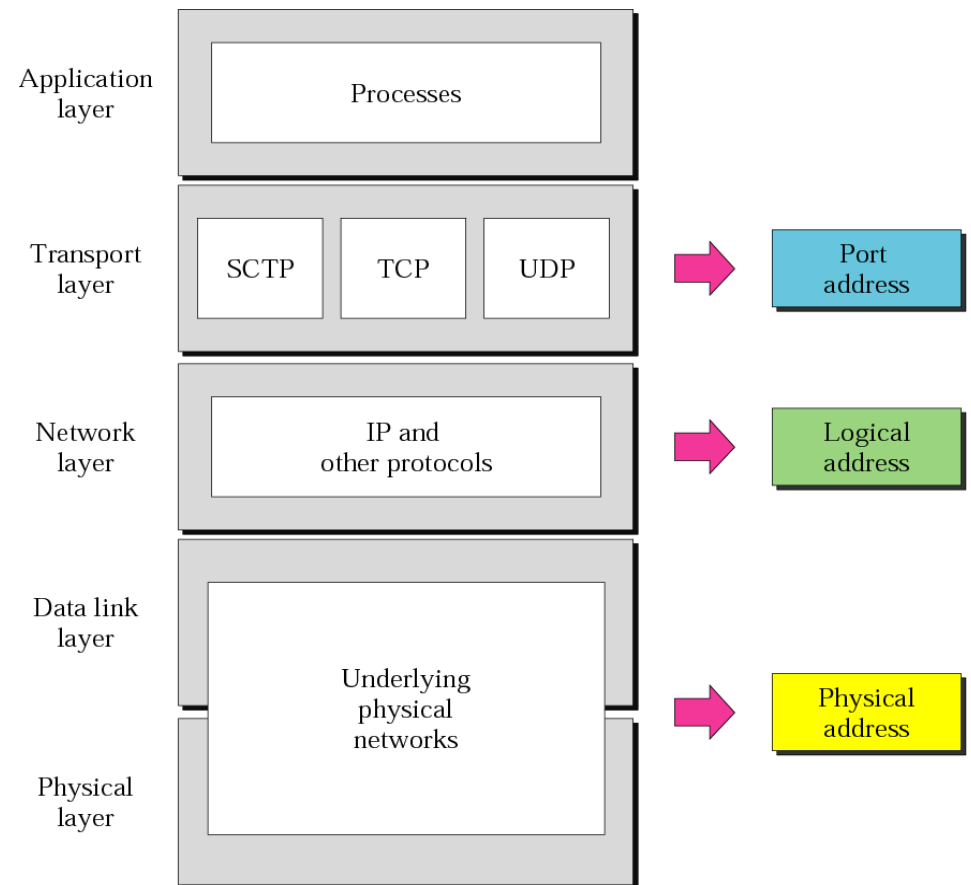 Application
layer
Processes
Transport
layer
SCTP
TCP
UDP
Port
address
Network
layer
IP and
other protocols
Logical
address
Data link
layer
Underlying
physical
networks
Physical
address
Physical
layer